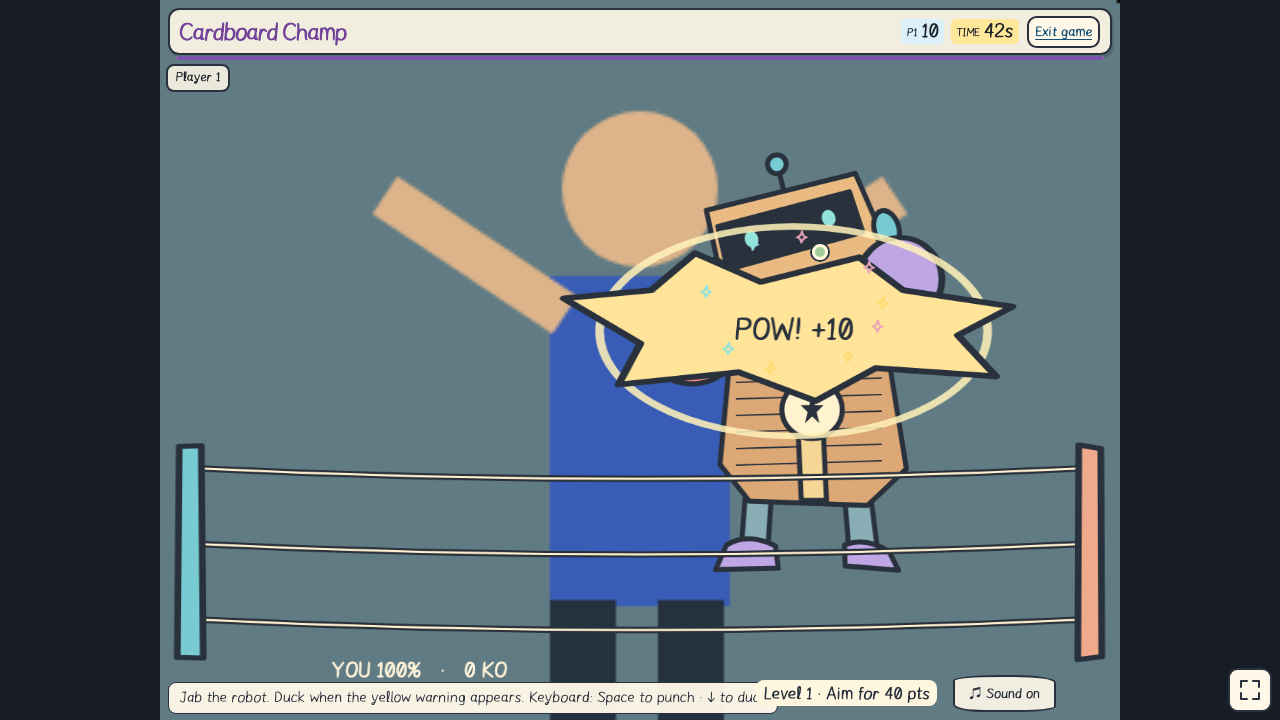 Cardboard Champ
P1 10 TIME 42s Exit game
Player 1
POW! +10
YOU 100% · 0 KO
Jab the robot. Duck when the yellow warning appears. Keyboard: Space to punch · ↓ to
Level 1 · Aim for 40 pts
♫ Sound on